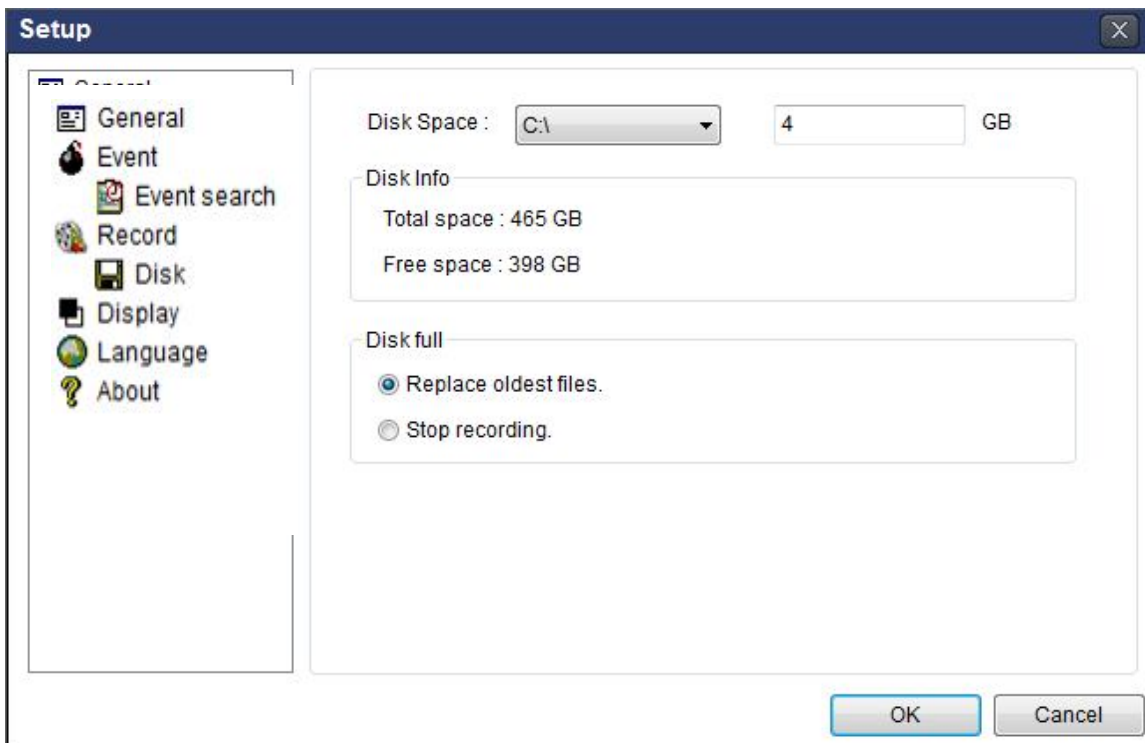 Setup
General
General
Event
Event search
Record
Disk
Display
Language
About
Disk Space : C:\ 4 GB
Disk Info
Total space : 465 GB
Free space : 398 GB
Disk full
Replace oldest files.
Stop recording.
OK Cancel